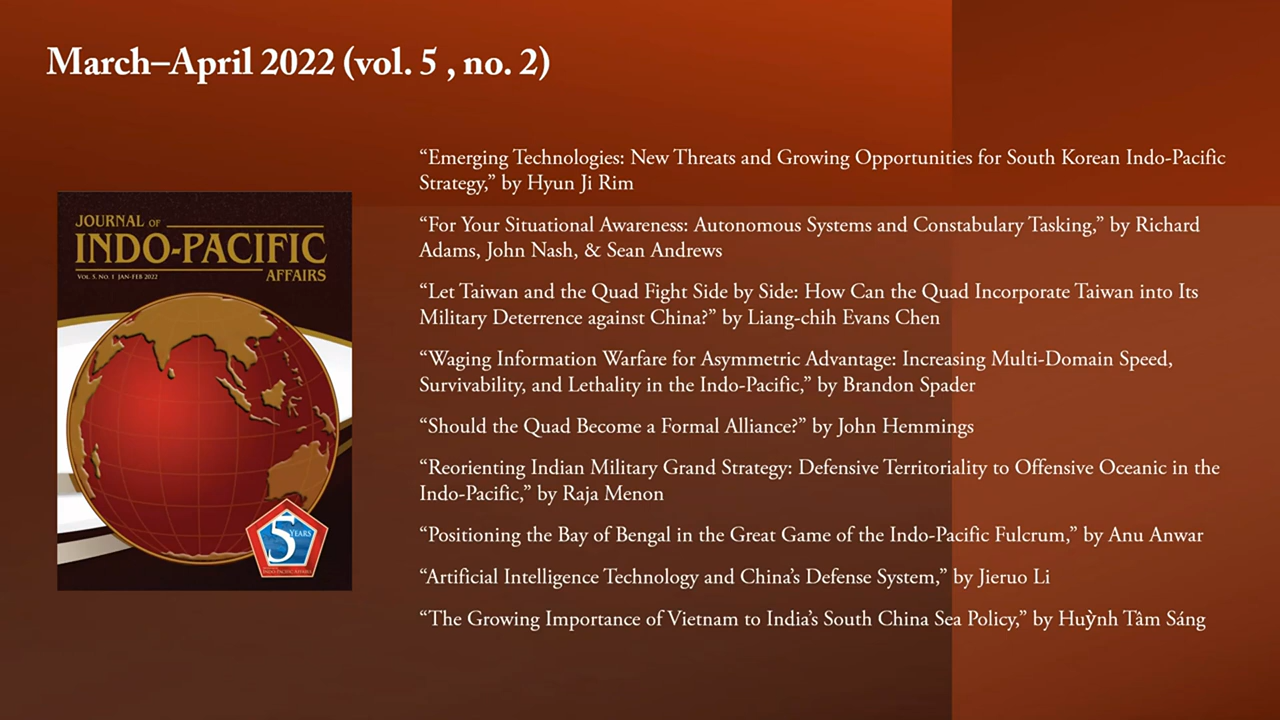 March–April 2022 (vol. 5 , no. 2)
JOURNAL OF
INDO-PACIFIC
AFFAIRS
VOL. 5, NO. 1 JAN-FEB 2022
5
YEARS
“Emerging Technologies: New Threats and Growing Opportunities for South Korean Indo-Pacific
Strategy,” by Hyun Ji Rim
“For Your Situational Awareness: Autonomous Systems and Constabulary Tasking,” by Richard
Adams, John Nash, & Sean Andrews
“Let Taiwan and the Quad Fight Side by Side: How Can the Quad Incorporate Taiwan into Its
Military Deterrence against China?” by Liang-chih Evans Chen
“Waging Information Warfare for Asymmetric Advantage: Increasing Multi-Domain Speed,
Survivability, and Lethality in the Indo-Pacific,” by Brandon Spader
“Should the Quad Become a Formal Alliance?” by John Hemmings
“Reorienting Indian Military Grand Strategy: Defensive Territoriality to Offensive Oceanic in the
Indo-Pacific,” by Raja Menon
“Positioning the Bay of Bengal in the Great Game of the Indo-Pacific Fulcrum,” by Anu Anwar
“Artificial Intelligence Technology and China’s Defense System,” by Jieruo Li
“The Growing Importance of Vietnam to India’s South China Sea Policy,” by Huỳnh Tâm Sáng